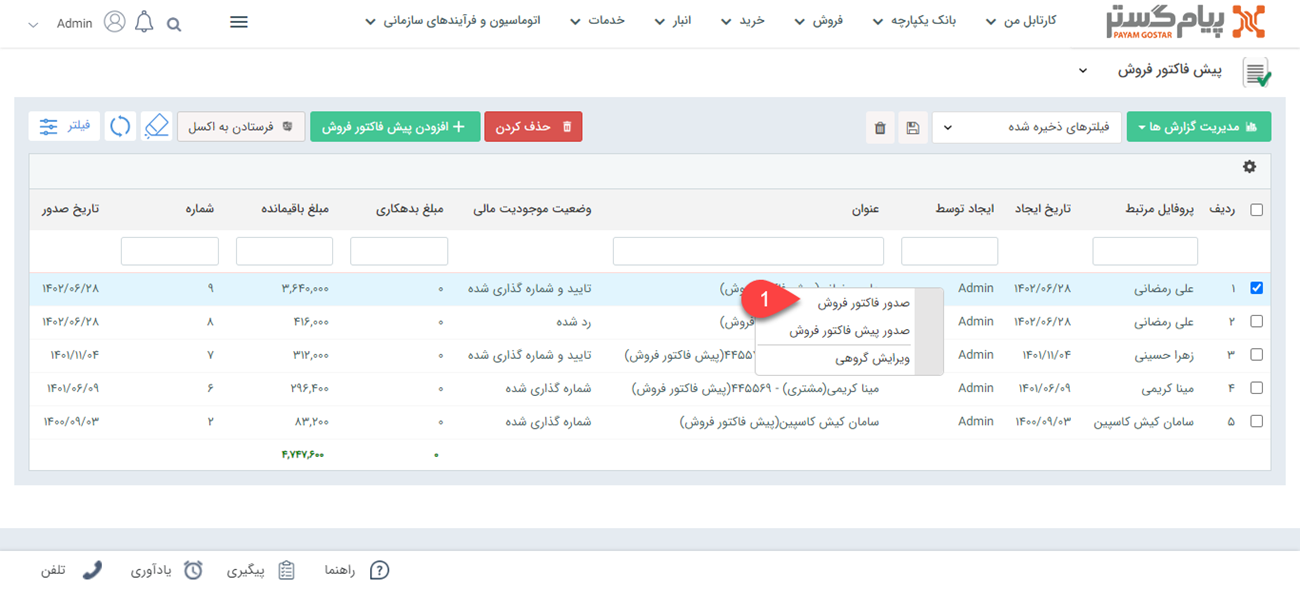 پیام گستر
PAYAM GOSTAR
کارتابل من
بانک یکپارچه
فروش
خرید
انبار
خدمات
اتوماسیون و فرآیندهای سازمانی
Admin
پیش فاکتور فروش
مدیریت گزارش ها
فیلترهای ذخیره شده
حذف کردن
+ افزودن پیش فاکتور فروش
فرستادن به اکسل
فیلتر
ردیف پروفایل مرتبط تاریخ ایجاد ایجاد توسط عنوان وضعیت موجودیت مالی مبلغ بدهکاری مبلغ باقیمانده شماره تاریخ صدور
۱ علی رمضانی ۱۴۰۲/۰۶/۲۸ Admin فروش) تایید و شماره گذاری شده ۰ ۳,۶۴۰,۰۰۰ ۹ ۱۴۰۲/۰۶/۲۸
1
صدور فاکتور فروش
صدور پیش فاکتور فروش
ویرایش گروهی
۲ علی رمضانی ۱۴۰۲/۰۶/۲۸ Admin فروش) رد شده ۰ ۴۱۶,۰۰۰ ۸ ۱۴۰۲/۰۶/۲۸
۳ زهرا حسینی ۱۴۰۱/۱۱/۰۴ Admin (پیش فاکتور فروش) تایید و شماره گذاری شده ۰ ۳۱۲,۰۰۰ ۷ ۱۴۰۱/۱۱/۰۴
۴ مینا کریمی ۱۴۰۱/۰۶/۰۹ Admin مینا کریمی(مشتری) - ۴۴۵۵۶۹(پیش فاکتور فروش) شماره گذاری شده ۰ ۲۹۶,۴۰۰ ۶ ۱۴۰۱/۰۶/۰۹
۵ سامان کیش کاسپین ۱۴۰۰/۰۹/۰۳ Admin سامان کیش کاسپین(پیش فاکتور فروش) شماره گذاری شده ۰ ۸۳,۲۰۰ ۲ ۱۴۰۰/۰۹/۰۳
۰ ۴,۷۴۷,۶۰۰
راهنما
پیگیری
یادآوری
تلفن